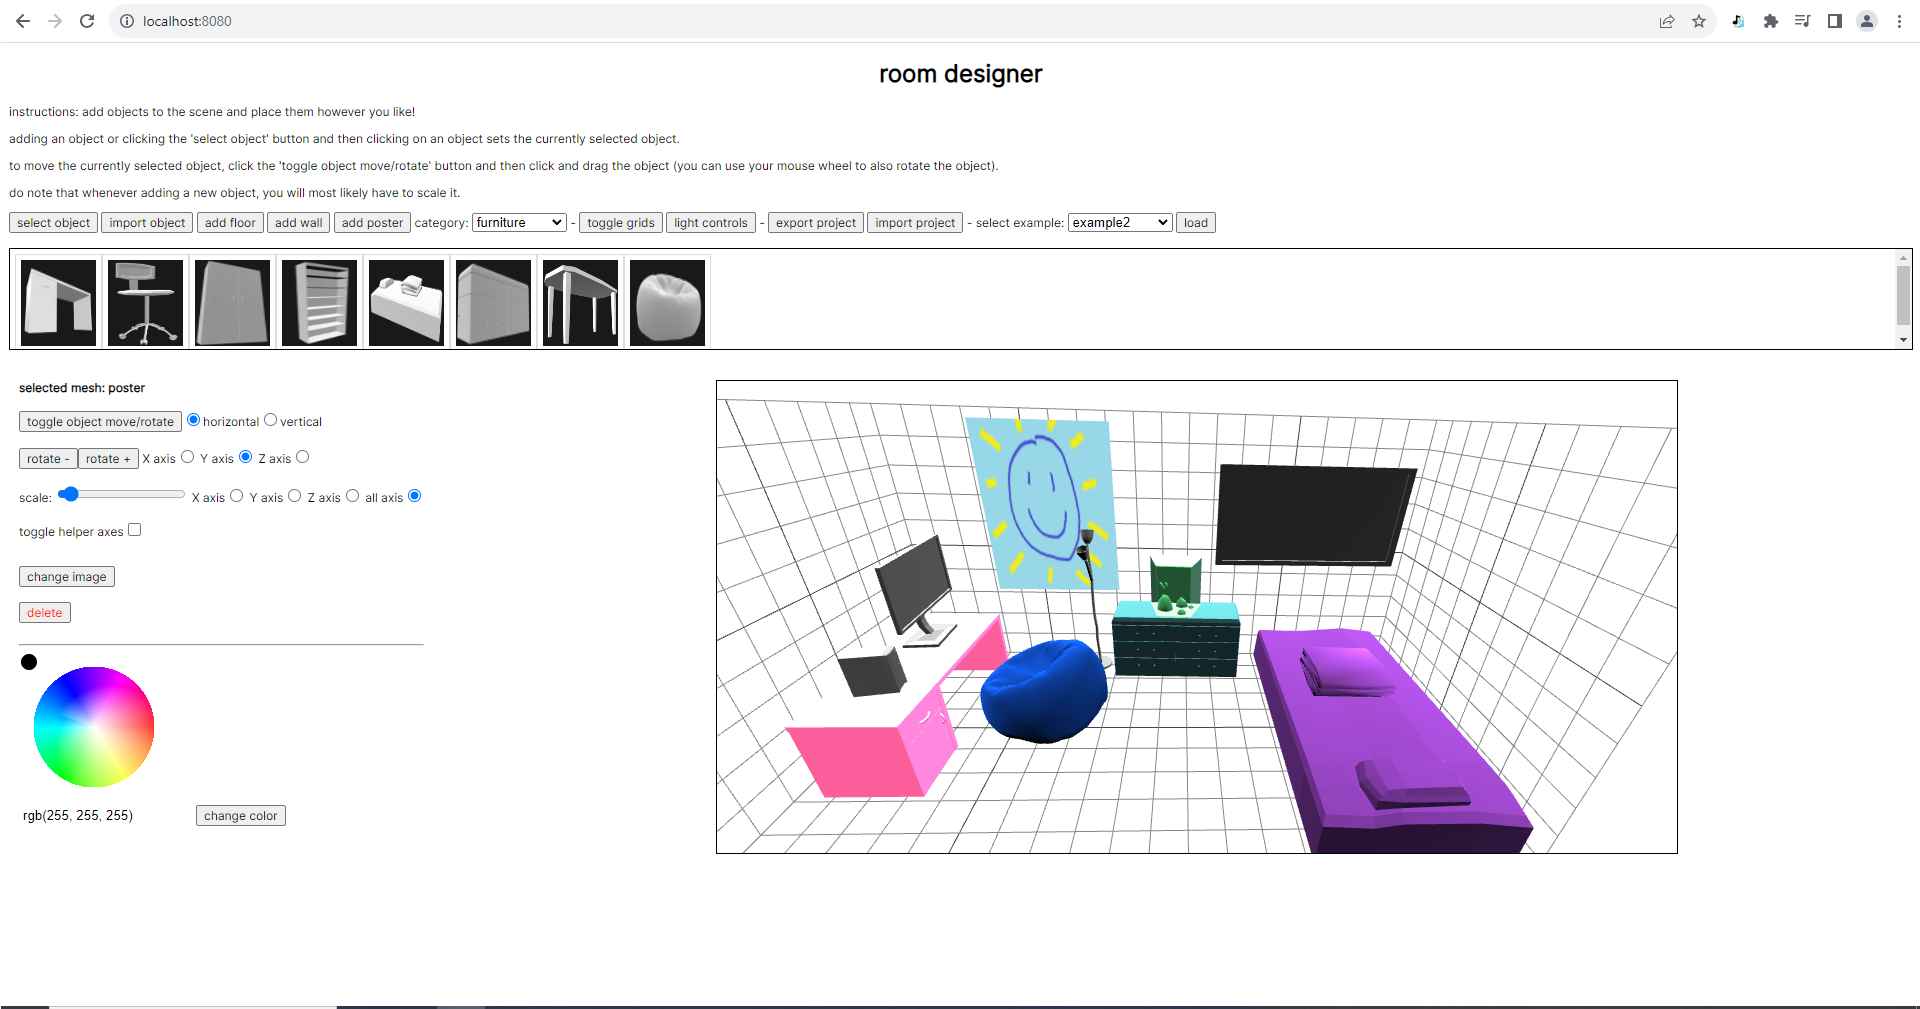 localhost:8080
room designer
instructions: add objects to the scene and place them however you like!
adding an object or clicking the 'select object' button and then clicking on an object sets the currently selected object.
to move the currently selected object, click the 'toggle object move/rotate' button and then click and drag the object (you can use your mouse wheel to also rotate the object).
do note that whenever adding a new object, you will most likely have to scale it.
select object import object add floor add wall add poster category: furniture - toggle grids light controls - export project import project - select example: example2 load
selected mesh: poster
toggle object move/rotate horizontal vertical
rotate - rotate + X axis Y axis Z axis
scale: X axis Y axis Z axis all axis
toggle helper axes
change image
delete
rgb(255, 255, 255) change color